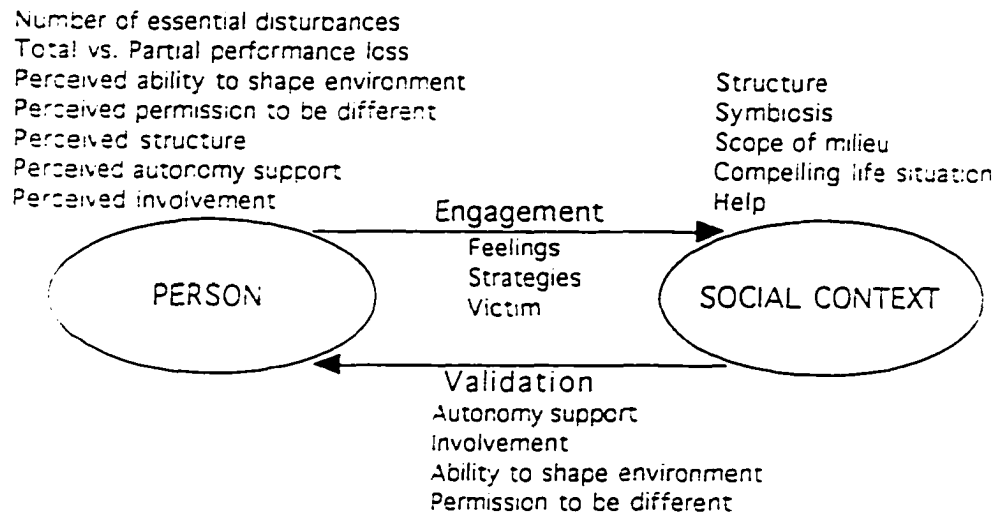 Number of essential disturbances
Total vs. Partial performance loss
Perceived ability to shape environment
Perceived permission to be different
Perceived structure
Perceived autonomy support
Perceived involvement
Structure
Symbiosis
Scope of milieu
Compelling life situation
Help
Engagement
Feelings
Strategies
Victim
PERSON
SOCIAL CONTEXT
Validation
Autonomy support
Involvement
Ability to shape environment
Permission to be different